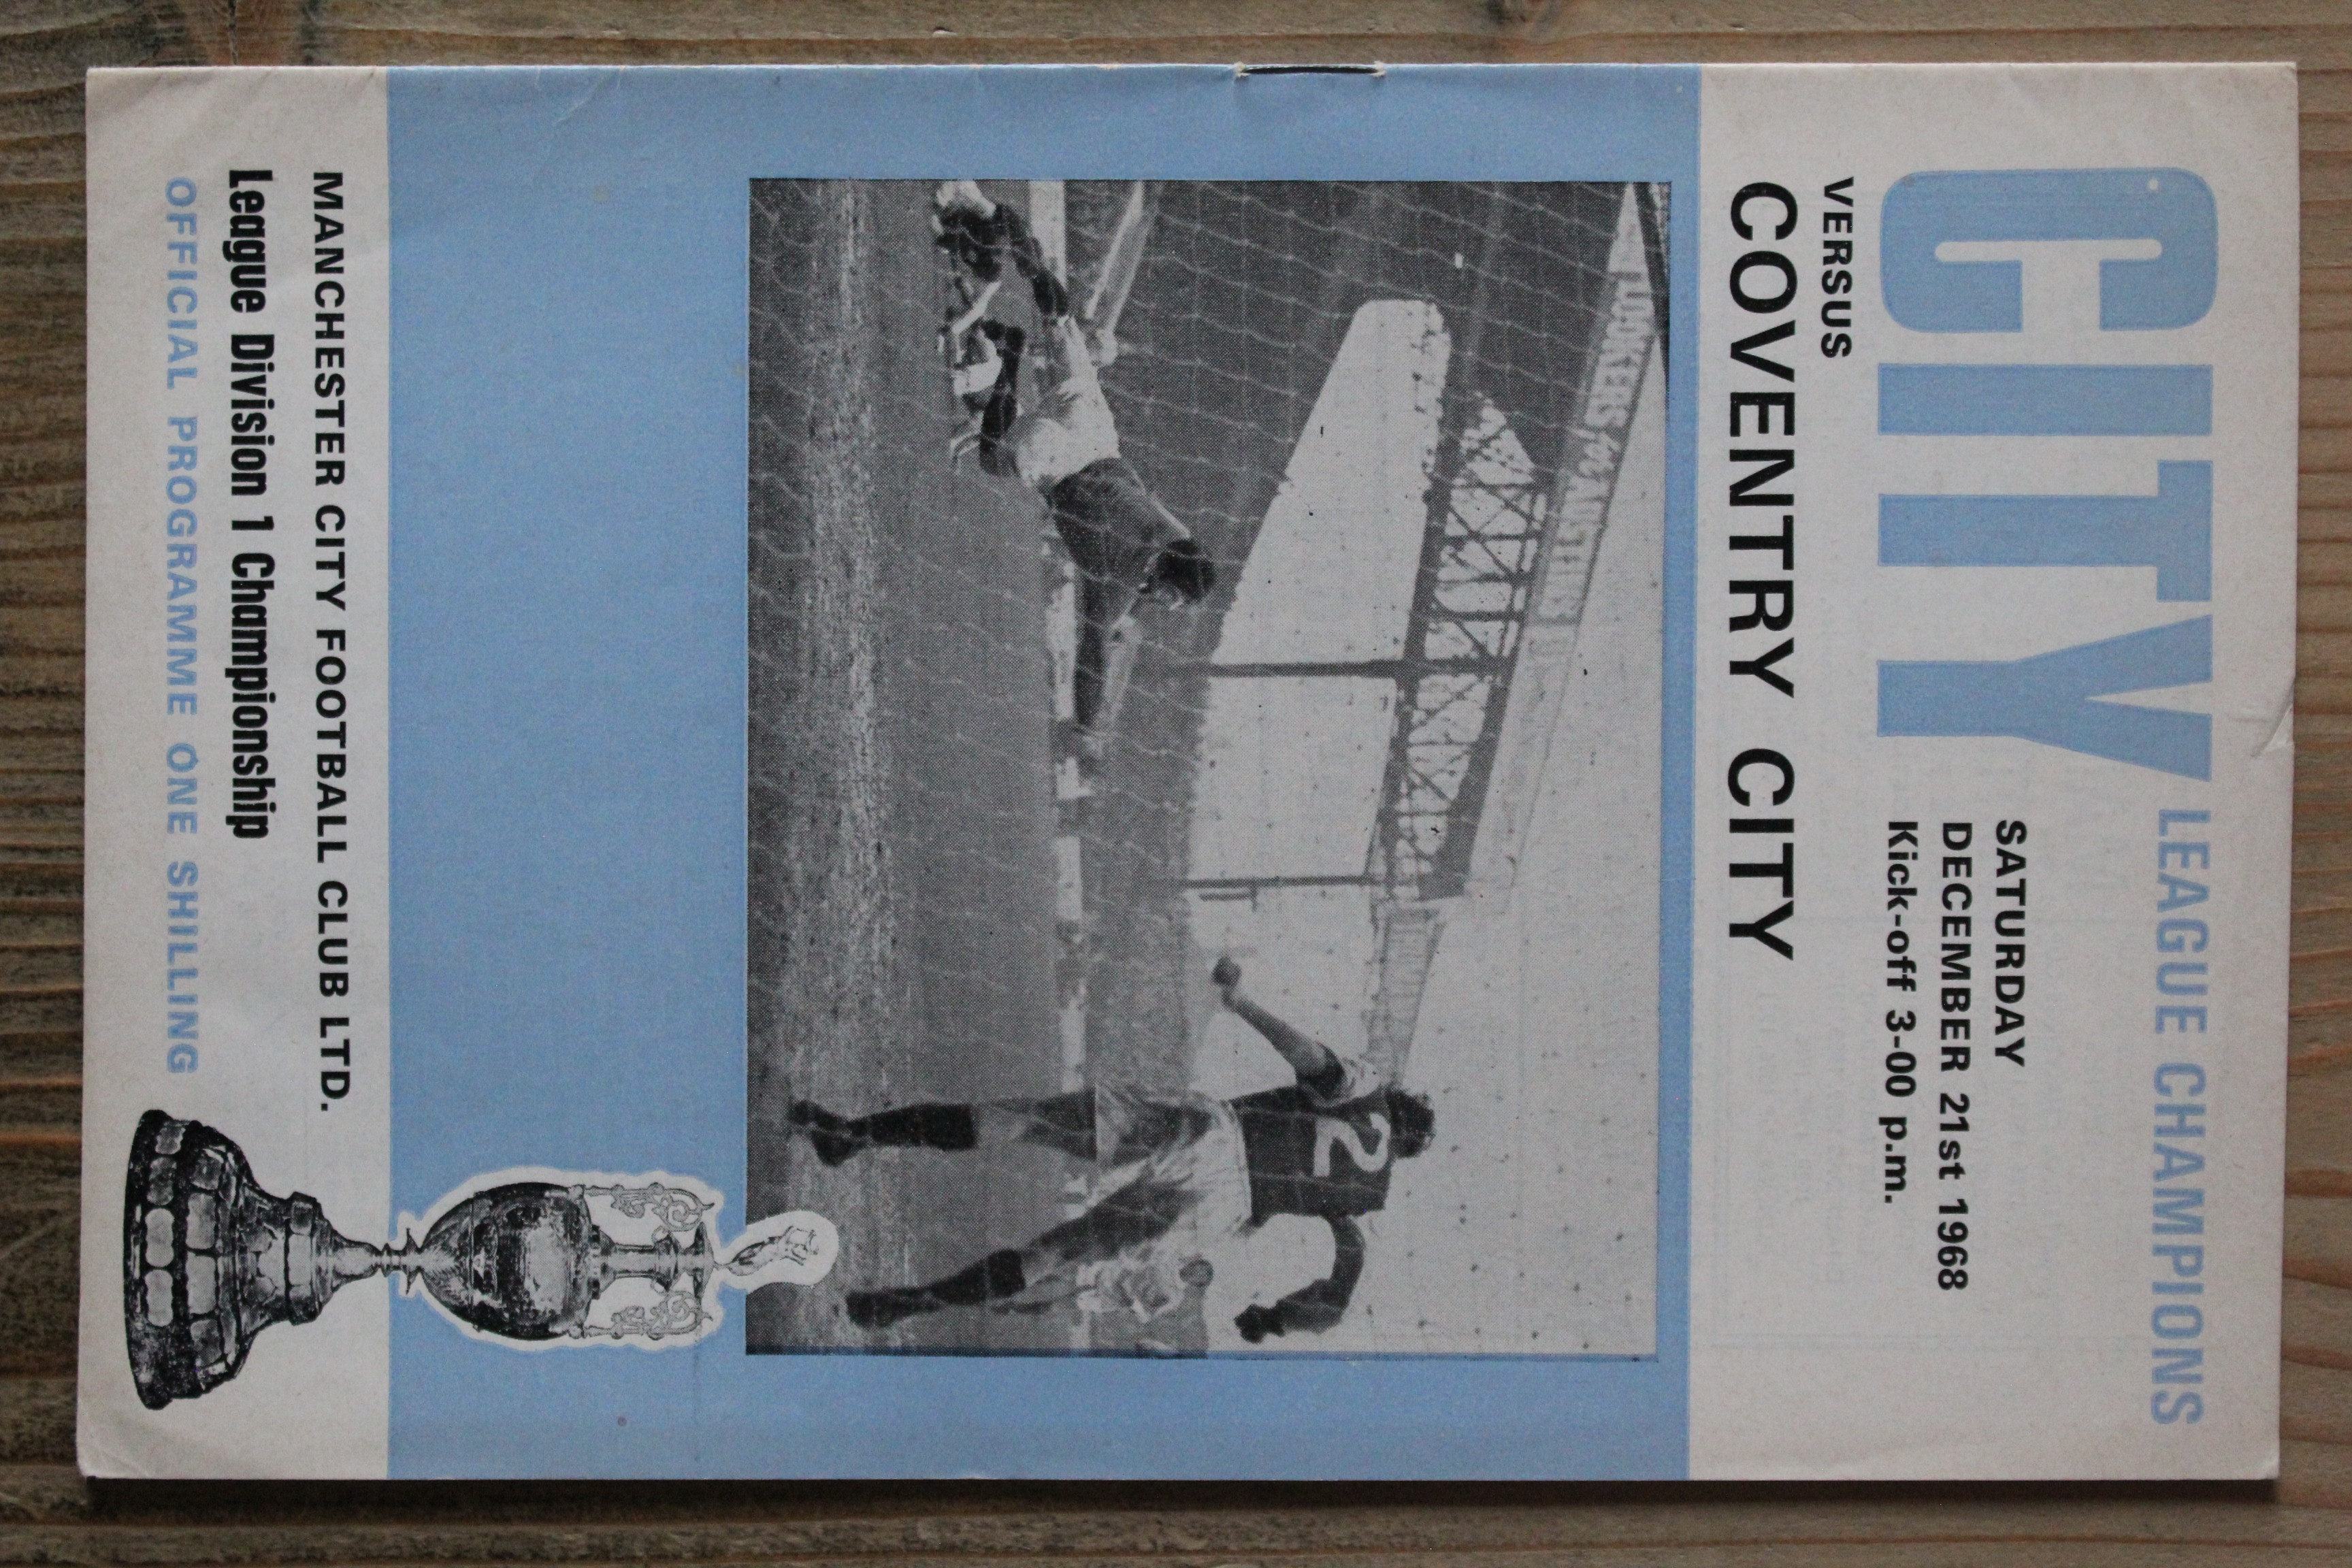 CITY LEAGUE CHAMPIONS
SATURDAY
DECEMBER 21st 1968
Kick-off 3-00 p.m.
VERSUS
COVENTRY CITY
2
MANCHESTER CITY FOOTBALL CLUB LTD.
League Division 1 Championship
OFFICIAL PROGRAMME ONE SHILLING